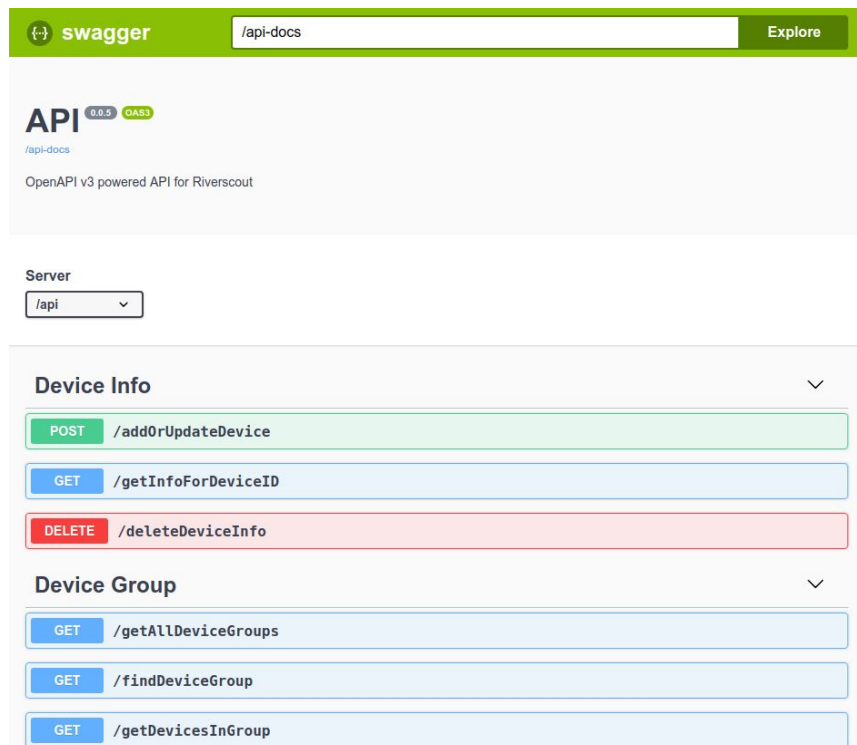 {··} swagger /api-docs Explore
API 0.0.5 OAS3
/api-docs
OpenAPI v3 powered API for Riverscout
Server
/api
Device Info
POST /addOrUpdateDevice
GET /getInfoForDeviceID
DELETE /deleteDeviceInfo
Device Group
GET /getAllDeviceGroups
GET /findDeviceGroup
GET /getDevicesInGroup